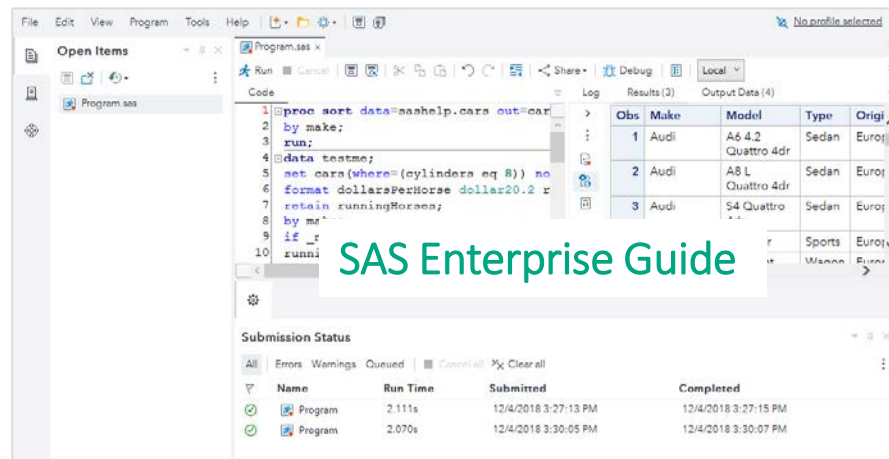 File Edit View Program Tools Help No profile selected
Open Items
Program.sas
Program.sas ×
Run Cancel Share Debug Local
Code Log Results (3) Output Data (4)
1 proc sort data=sashelp.cars out=car
2 by make;
3 run;
4 data testme;
5 set cars(where=(cylinders eq 8)) no
6 format dollarsPerHorse dollar20.2 r
7 retain runningHorses;
8 by
9 if
10
Obs Make Model Type
1 Audi A6 4.2 Quattro 4dr Sedan
2 Audi A8 L Quattro 4dr Sedan
3 Audi S4 Quattro Sedan
Sports
Wagon
SAS Enterprise Guide
Submission Status
All Errors Warnings Queued Cancel all Clear all
Name Run Time Submitted Completed
Program 2.111s 12/4/2018 3:27:13 PM 12/4/2018 3:27:15 PM
Program 2.070s 12/4/2018 3:30:05 PM 12/4/2018 3:30:07 PM